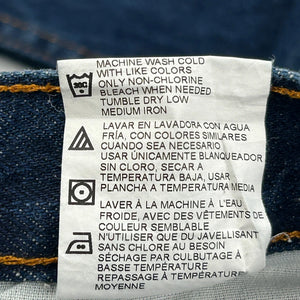 MACHINE WASH COLD
WITH LIKE COLORS
ONLY NON-CHLORINE
BLEACH WHEN NEEDED
TUMBLE DRY LOW
MEDIUM IRON
LAVAR EN LAVADORA CON AGUA
FRÍA, CON COLORES SIMILARES
CUANDO SEA NECESARIO
USAR ÚNICAMENTE BLANQUEADOR
SIN CLORO, SECAR A
TEMPERATURA BAJA, USAR
PLANCHA A TEMPERATURA MEDIA
LAVER À LA MACHINE À L'EAU
FROIDE, AVEC DES VÊTEMENTS DE
COULEUR SEMBLABLE
N'UTILISER QUE DU JAVELLISANT
SANS CHLORE AU BESOIN
SÉCHAGE PAR CULBUTAGE À
BASSE TEMPÉRATURE
REPASSAGE À TEMPÉRATURE
MOYENNE